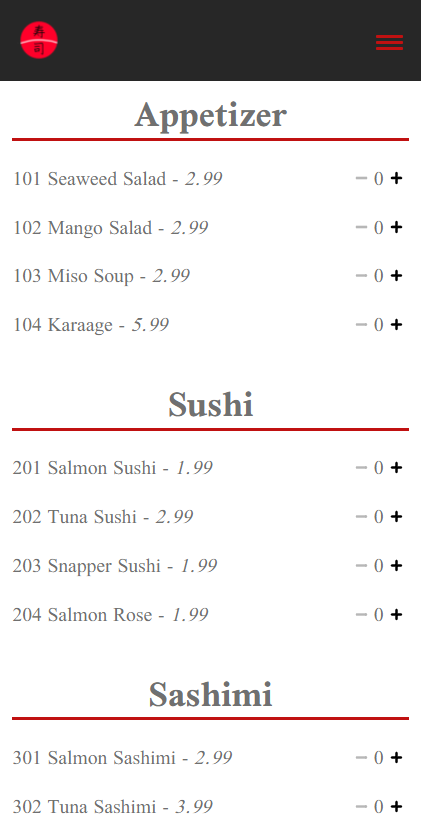 寿
司
Appetizer
101 Seaweed Salad - 2.99 0
102 Mango Salad - 2.99 0
103 Miso Soup - 2.99 0
104 Karaage - 5.99 0
Sushi
201 Salmon Sushi - 1.99 0
202 Tuna Sushi - 2.99 0
203 Snapper Sushi - 1.99 0
204 Salmon Rose - 1.99 0
Sashimi
301 Salmon Sashimi - 2.99 0
302 Tuna Sashimi - 3.99 0